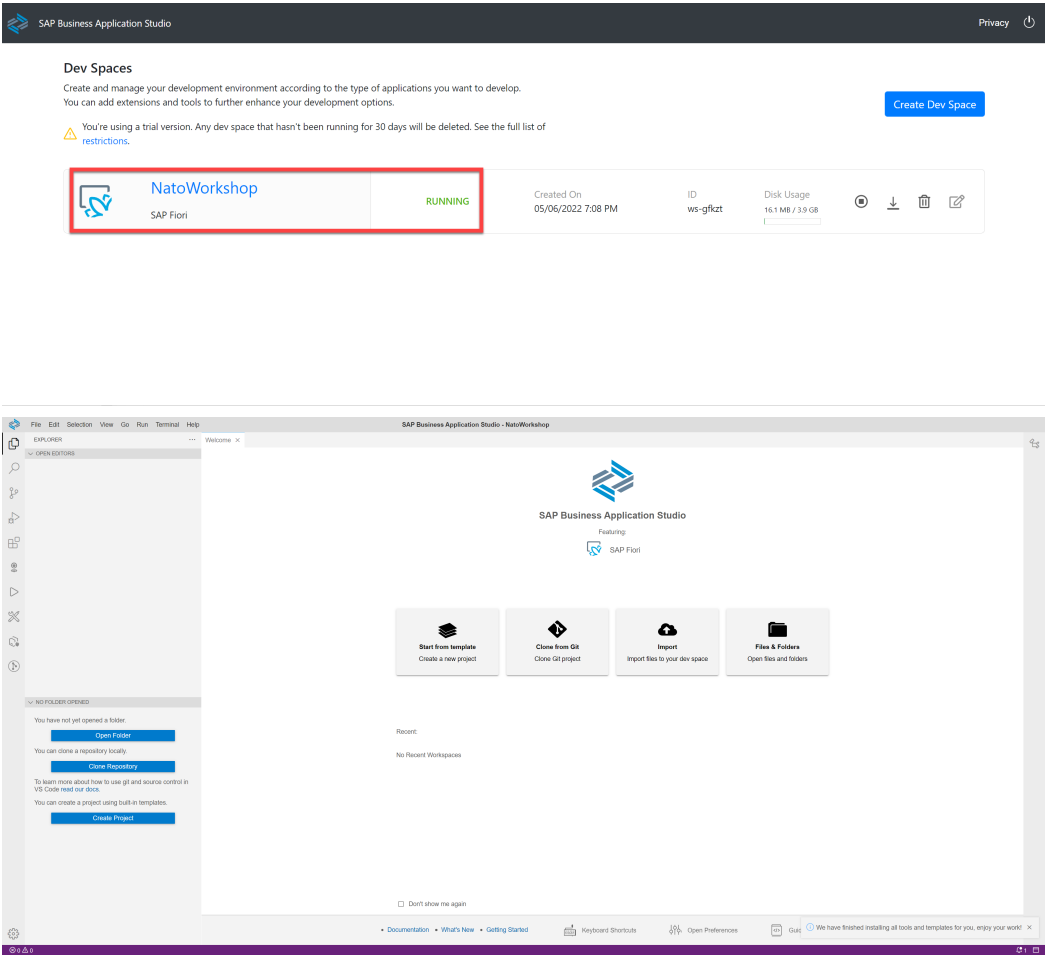 SAP Business Application Studio
Privacy
Dev Spaces
Create and manage your development environment according to the type of applications you want to develop.
You can add extensions and tools to further enhance your development options.
Create Dev Space
You're using a trial version. Any dev space that hasn't been running for 30 days will be deleted. See the full list of
restrictions.
NatoWorkshop
SAP Fiori
RUNNING
Created On
05/06/2022 7:08 PM
ID
ws-gfkzt
Disk Usage
16.1 MB / 3.9 GB
File Edit Selection View Go Run Terminal Help
SAP Business Application Studio - NatoWorkshop
EXPLORER
Welcome
OPEN EDITORS
SAP Business Application Studio
Featuring:
SAP Fiori
Start from template
Create a new project
Clone from Git
Clone Git project
Import
Import files to your dev space
Files & Folders
Open files and folders
NO FOLDER OPENED
You have not yet opened a folder.
Open Folder
You can clone a repository locally.
Clone Repository
To learn more about how to use git and source control in
VS Code read our docs.
You can create a project using built-in templates.
Create Project
Recent:
No Recent Workspaces
Don't show me again
• Documentation • What's New • Getting Started
Keyboard Shortcuts
Open Preferences
We have finished installing all tools and templates for you, enjoy your work!
0 0
1